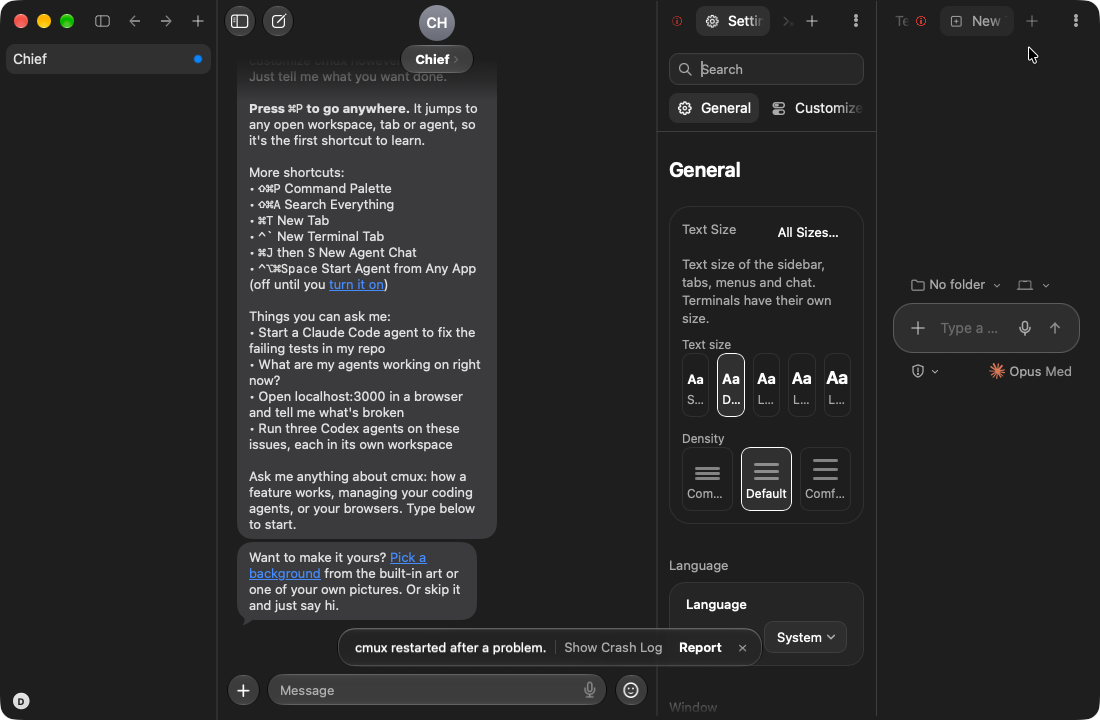 Chief
D
CH
Chief
Just tell me what you want done.
Press ⌘P to go anywhere. It jumps to
any open workspace, tab or agent, so
it's the first shortcut to learn.
More shortcuts:
• ⇧⌘P Command Palette
• ⇧⌘A Search Everything
• ⌘T New Tab
• ^` New Terminal Tab
• ⌘J then S New Agent Chat
• ^⌥⌘Space Start Agent from Any App
(off until you turn it on)
Things you can ask me:
• Start a Claude Code agent to fix the
failing tests in my repo
• What are my agents working on right
now?
• Open localhost:3000 in a browser
and tell me what's broken
• Run three Codex agents on these
issues, each in its own workspace
Ask me anything about cmux: how a
feature works, managing your coding
agents, or your browsers. Type below
to start.
Want to make it yours? Pick a
background from the built-in art or
one of your own pictures. Or skip it
and just say hi.
cmux restarted after a problem. Show Crash Log Report
Message
Settin
Search
General Customize
General
Text Size All Sizes...
Text size of the sidebar,
tabs, menus and chat.
Terminals have their own
size.
Text size
Aa Aa Aa Aa Aa
S... D... L... L... L...
Density
Com... Default Comf...
Language
Language
System
Window
Te New
No folder
Type a ...
Opus Med